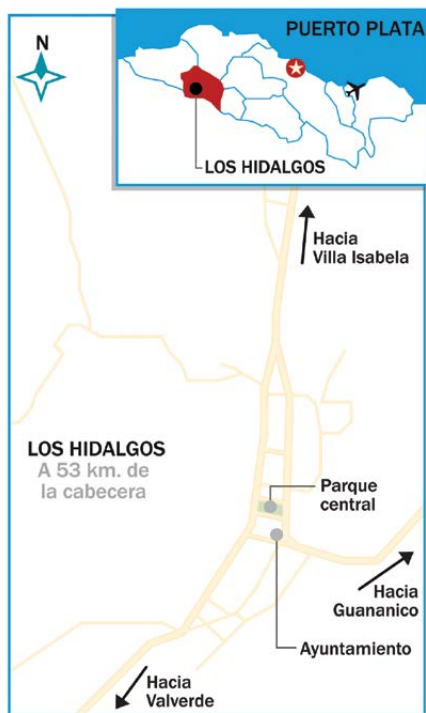 N
PUERTO PLATA
LOS HIDALGOS
Hacia
Villa Isabela
LOS HIDALGOS
A 53 km. de
la cabecera
Parque
central
Hacia
Guananico
Ayuntamiento
Hacia
Valverde